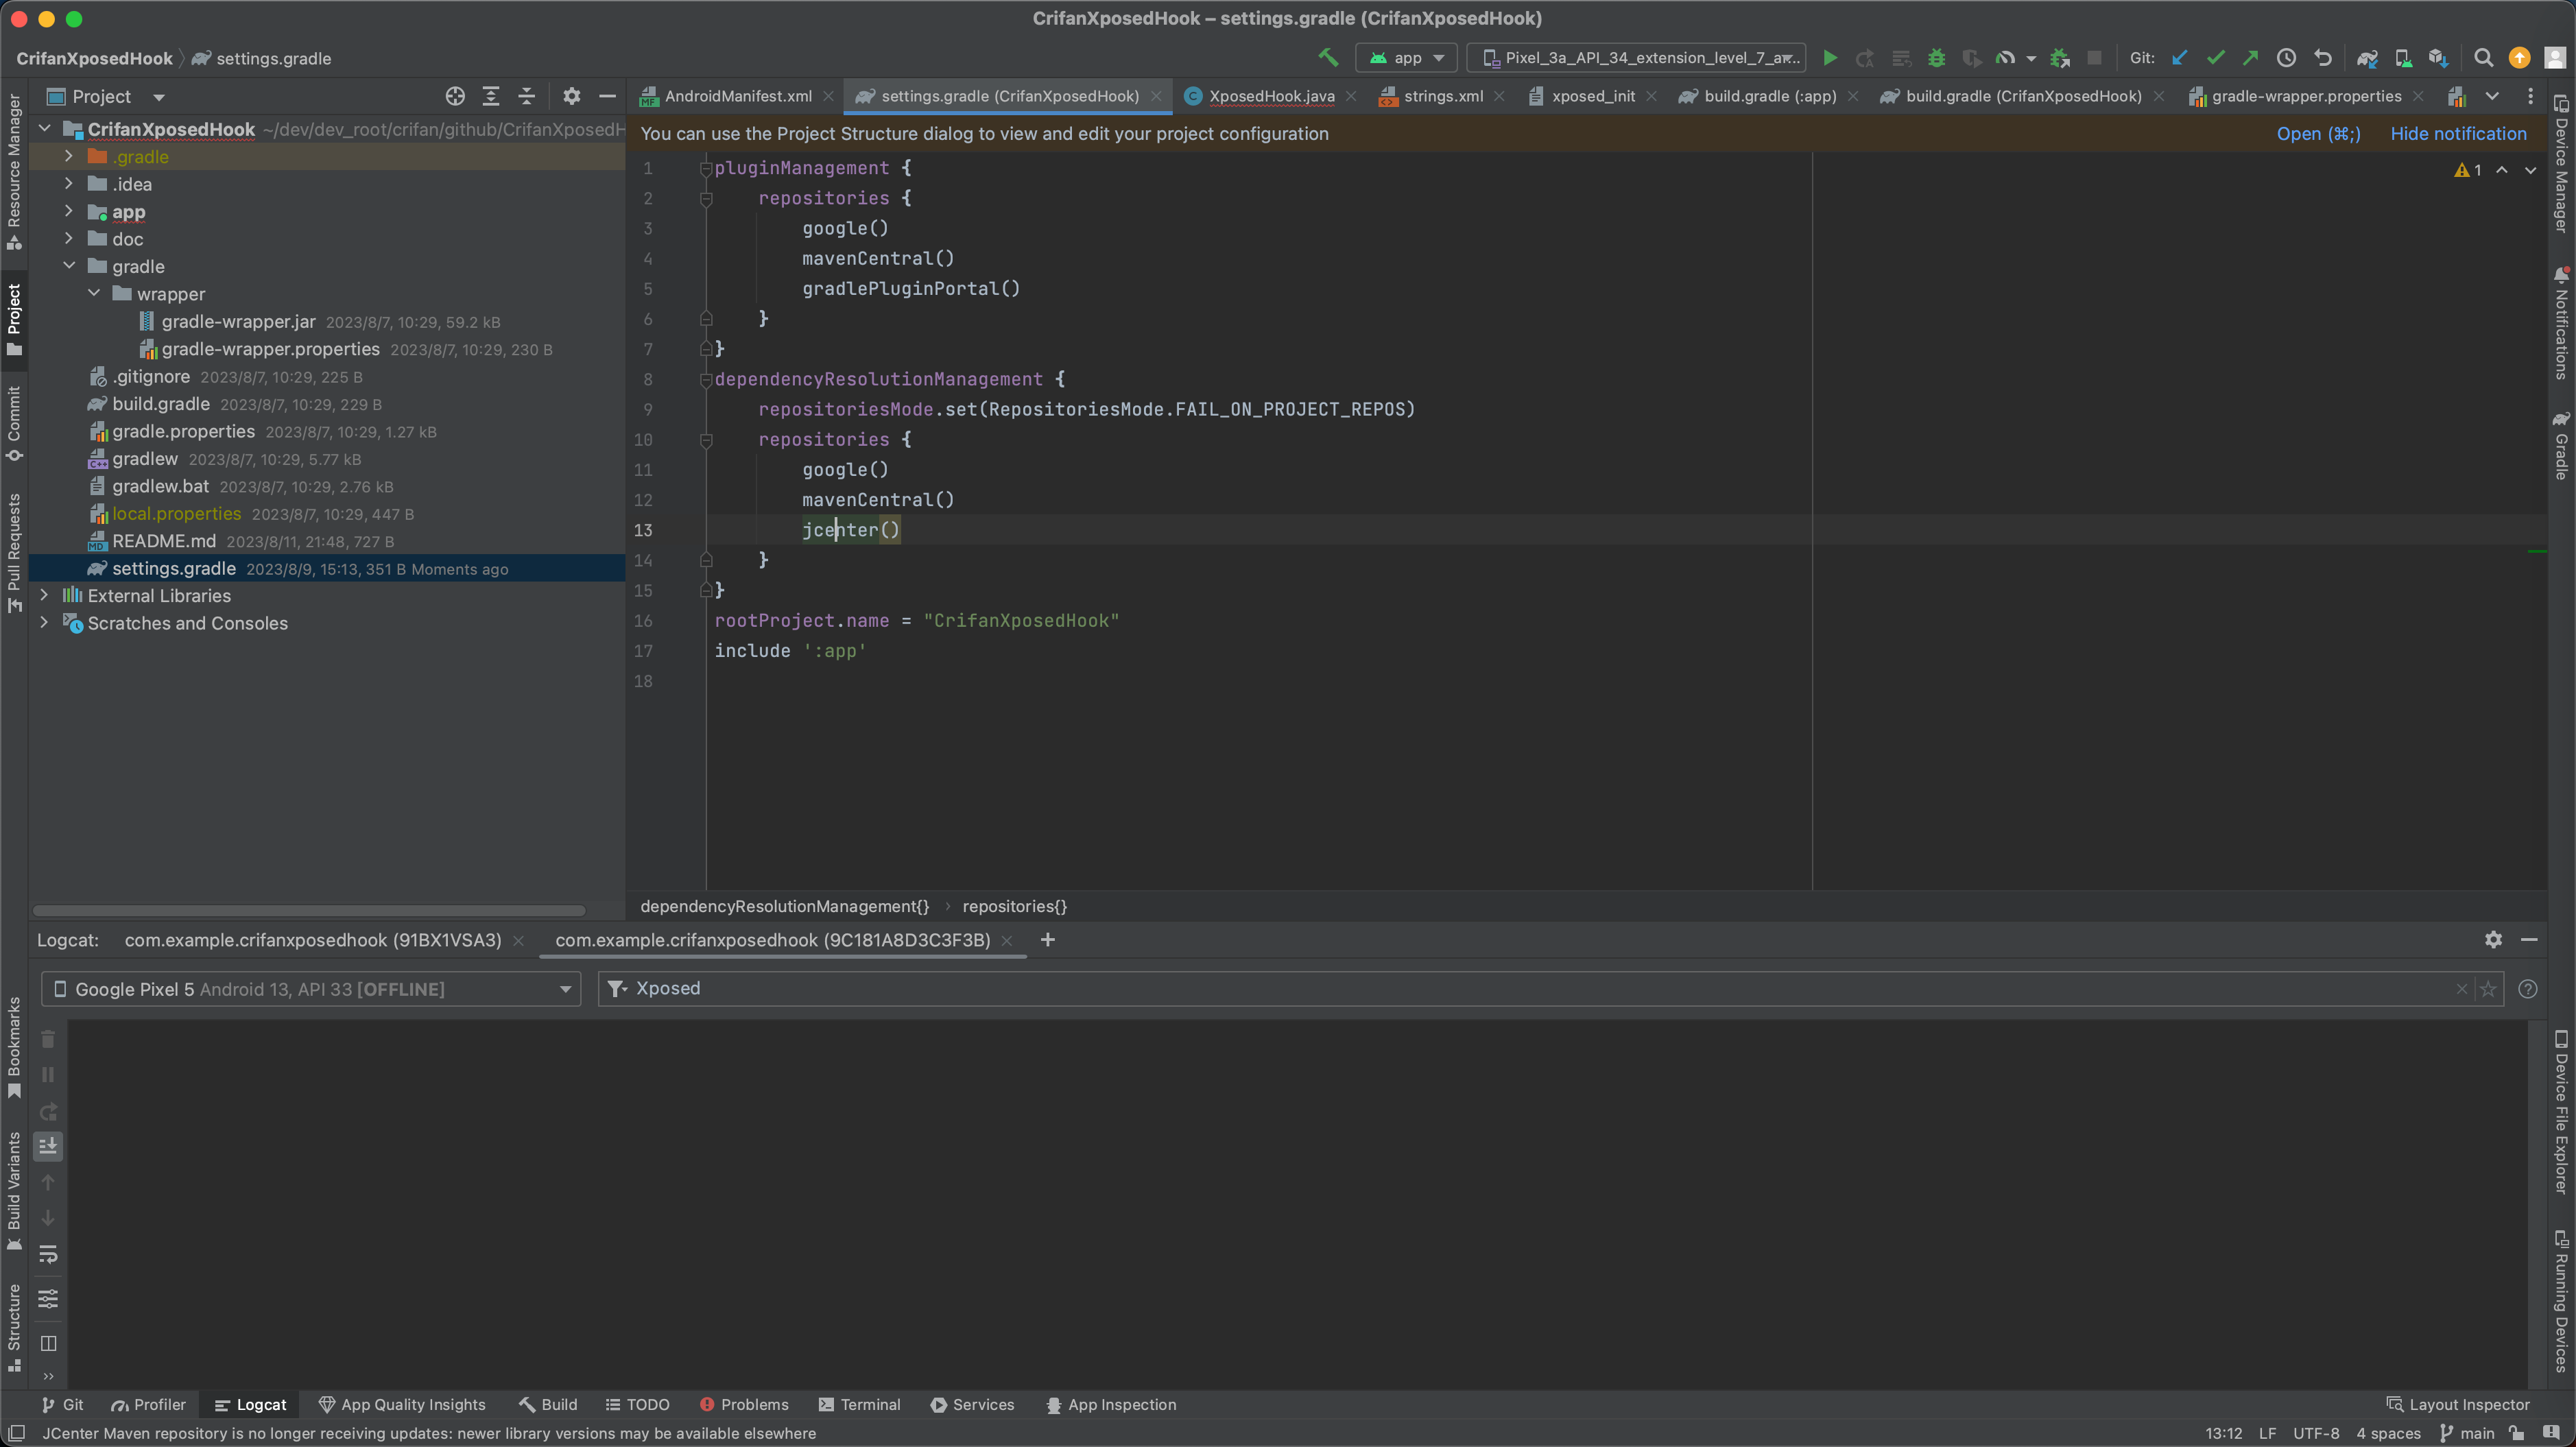 CrifanXposedHook – settings.gradle (CrifanXposedHook)
CrifanXposedHook
settings.gradle
app
Pixel_3a_API_34_extension_level_7_a...
Git:
Project
AndroidManifest.xml
settings.gradle (CrifanXposedHook)
XposedHook.java
strings.xml
xposed_init
build.gradle (:app)
build.gradle (CrifanXposedHook)
gradle-wrapper.properties
You can use the Project Structure dialog to view and edit your project configuration
Open (⌘;)
Hide notification
CrifanXposedHook ~/dev/dev_root/crifan/github/CrifanXposedH
.gradle
.idea
app
doc
gradle
wrapper
gradle-wrapper.jar 2023/8/7, 10:29, 59.2 kB
gradle-wrapper.properties 2023/8/7, 10:29, 230 B
.gitignore 2023/8/7, 10:29, 225 B
build.gradle 2023/8/7, 10:29, 229 B
gradle.properties 2023/8/7, 10:29, 1.27 kB
gradlew 2023/8/7, 10:29, 5.77 kB
gradlew.bat 2023/8/7, 10:29, 2.76 kB
local.properties 2023/8/7, 10:29, 447 B
README.md 2023/8/11, 21:48, 727 B
settings.gradle 2023/8/9, 15:13, 351 B Moments ago
External Libraries
Scratches and Consoles
1 pluginManagement {
2 repositories {
3 google()
4 mavenCentral()
5 gradlePluginPortal()
6 }
7 }
8 dependencyResolutionManagement {
9 repositoriesMode.set(RepositoriesMode.FAIL_ON_PROJECT_REPOS)
10 repositories {
11 google()
12 mavenCentral()
13 jcenter()
14 }
15 }
16 rootProject.name = "CrifanXposedHook"
17 include ':app'
18
1
dependencyResolutionManagement{} › repositories{}
Resource Manager
Project
Commit
Pull Requests
Bookmarks
Build Variants
Structure
Device Manager
Notifications
Gradle
Device File Explorer
Running Devices
Logcat:
com.example.crifanxposedhook (91BX1VSA3)
com.example.crifanxposedhook (9C181A8D3C3F3B)
Google Pixel 5 Android 13, API 33 [OFFLINE]
Xposed
Git
Profiler
Logcat
App Quality Insights
Build
TODO
Problems
Terminal
Services
App Inspection
Layout Inspector
JCenter Maven repository is no longer receiving updates: newer library versions may be available elsewhere
13:12
LF
UTF-8
4 spaces
main